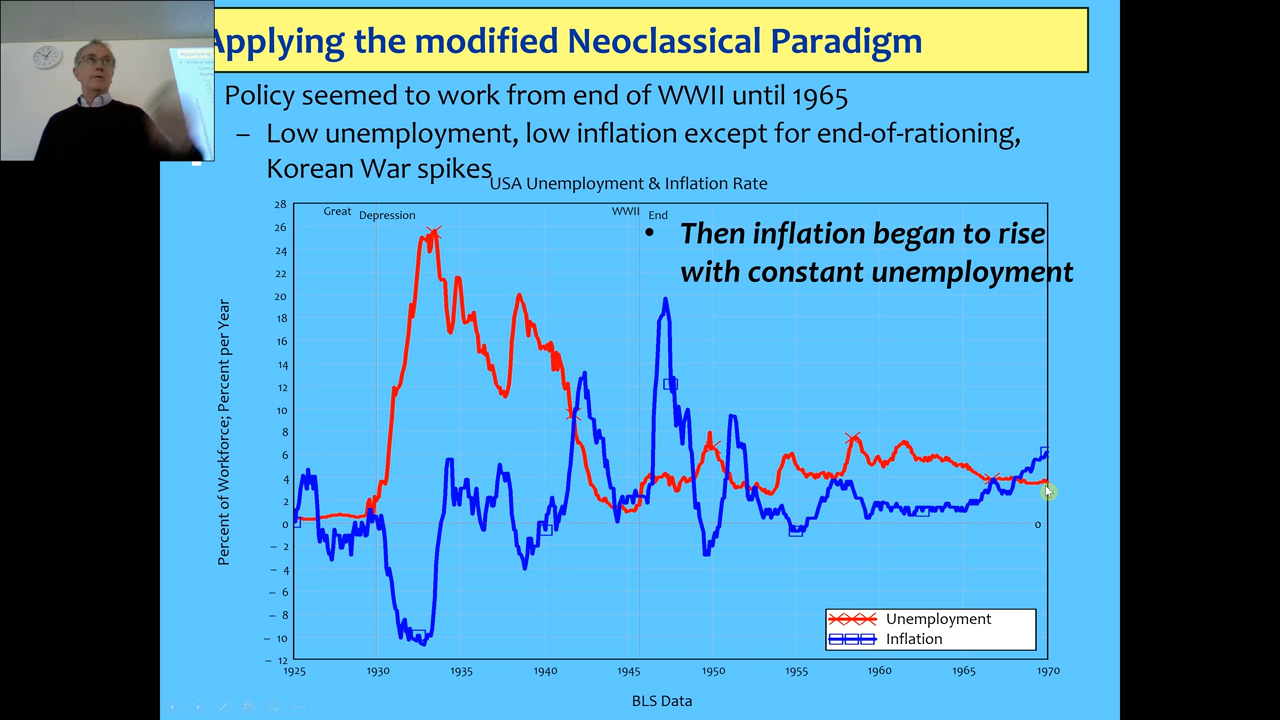 Applying the modified Neoclassical Paradigm
Policy seemed to work from end of WWII until 1965
– Low unemployment, low inflation except for end-of-rationing,
Korean War spikes
USA Unemployment & Inflation Rate
Great Depression WWII End
• Then inflation began to rise
with constant unemployment
Percent of Workforce; Percent per Year
28
26
24
22
20
18
16
14
12
10
8
6
4
2
0
– 2
– 4
– 6
– 8
– 10
– 12
0
Unemployment
Inflation
1925 1930 1935 1940 1945 1950 1955 1960 1965 1970
BLS Data